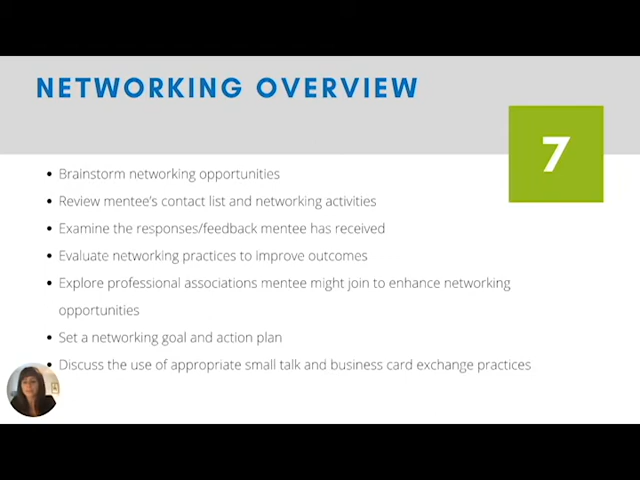 NETWORKING OVERVIEW
7
• Brainstorm networking opportunities
• Review mentee's contact list and networking activities
• Examine the responses/feedback mentee has received
• Evaluate networking practices to improve outcomes
• Explore professional associations mentee might join to enhance networking
opportunities
• Set a networking goal and action plan
• Discuss the use of appropriate small talk and business card exchange practices